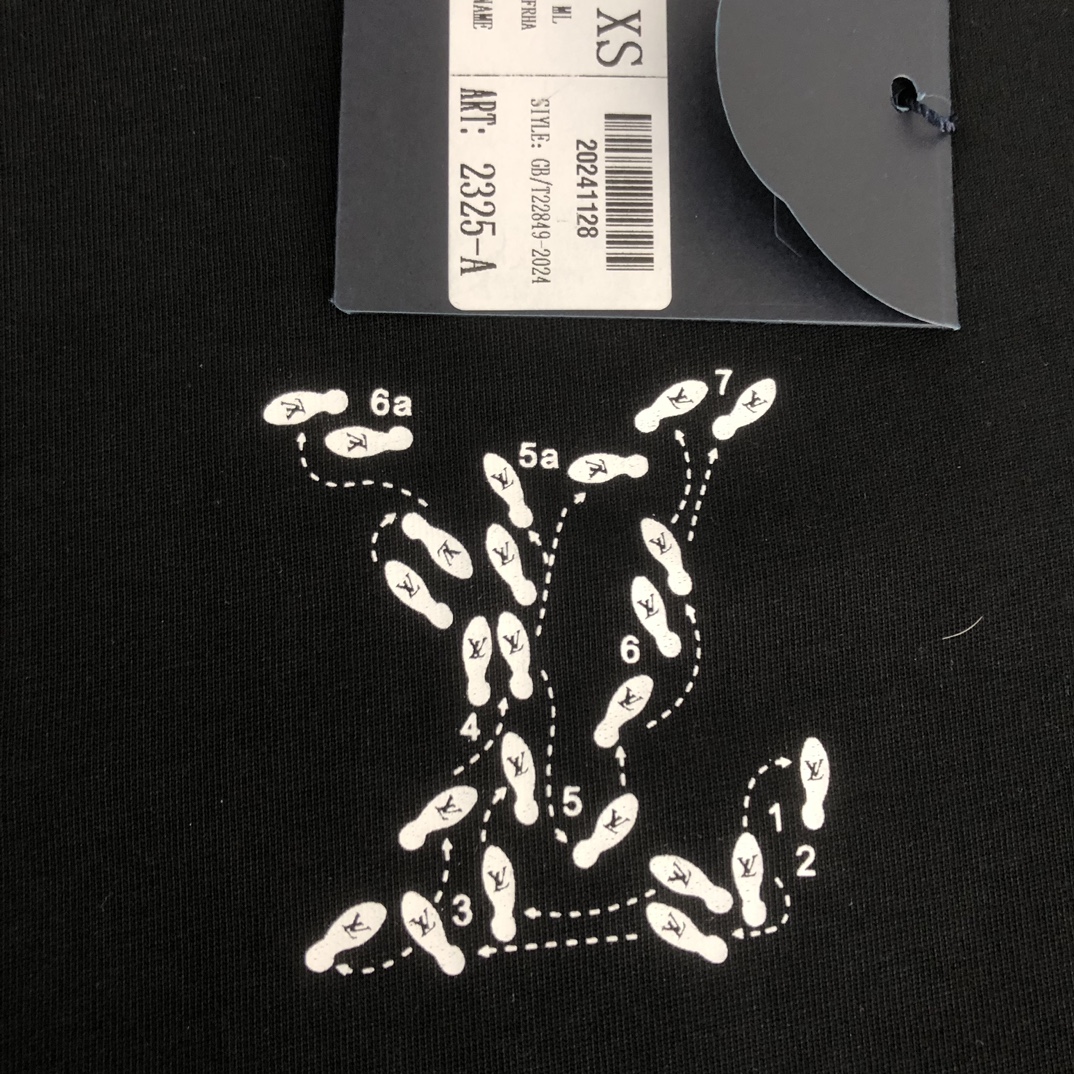 XS
ML
FRHA
NAME
20241128
STYLE: GB/T22849-2024
ART: 2325-A
6a
7
5a
6
4
5
1
2
3